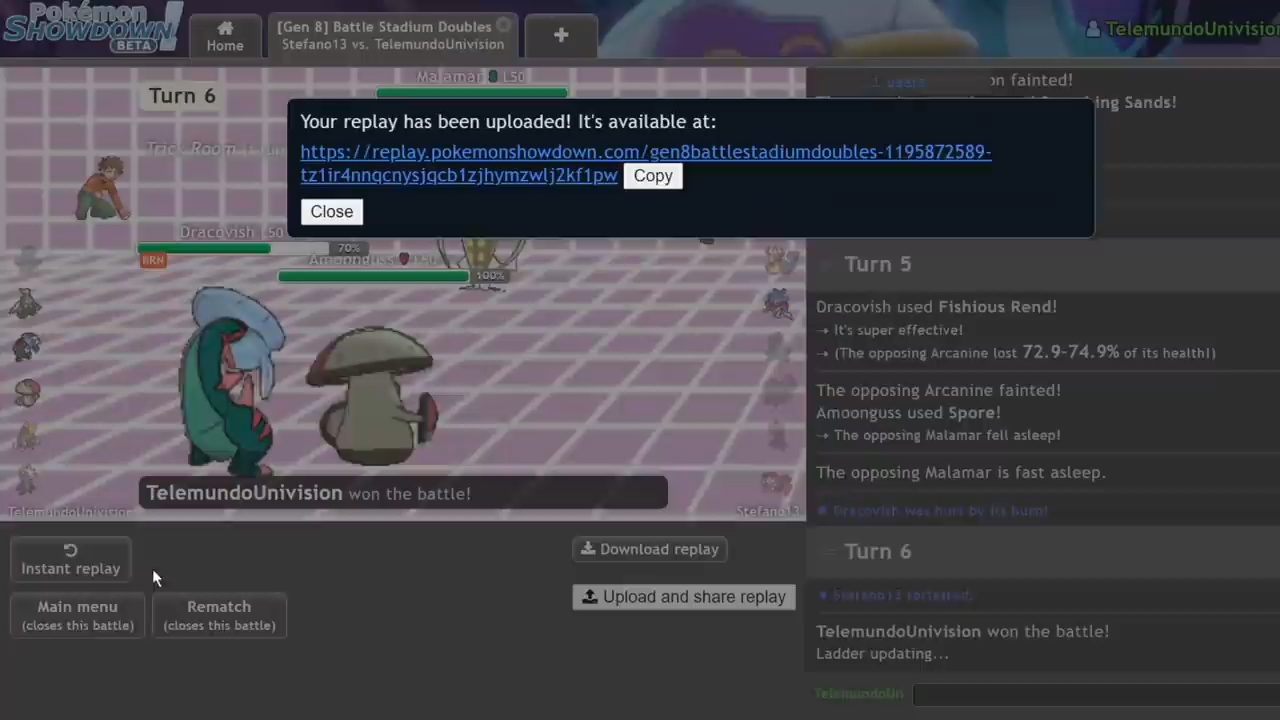 Pokémon
SHOWDOWN!
BETA
Home
[Gen 8] Battle Stadium Doubles
Stefano13 vs. TelemundoUnivision
+
TelemundoUnivision
Malamar L50
Turn 6
Trick Room
Your replay has been uploaded! It's available at:
https://replay.pokemonshowdown.com/gen8battlestadiumdoubles-1195872589-
tz1ir4nnqcnysjqcb1zjhymzwlj2kf1pw Copy
Close
Dracovish L50
70%
BRN
Amoonguss L50
100%
TelemundoUnivision won the battle!
TelemundoUnivision
Stefano13
Instant replay
Download replay
Upload and share replay
Main menu
(closes this battle)
Rematch
(closes this battle)
1 users
on fainted!
Sands!
Turn 5
Dracovish used Fishious Rend!
→ It's super effective!
→ (The opposing Arcanine lost 72.9-74.9% of its health!)
The opposing Arcanine fainted!
Amoonguss used Spore!
→ The opposing Malamar fell asleep!
The opposing Malamar is fast asleep.
Dracovish was hurt by its burn!
Turn 6
Stefano13 forfeited.
TelemundoUnivision won the battle!
Ladder updating...
TelemundoUn